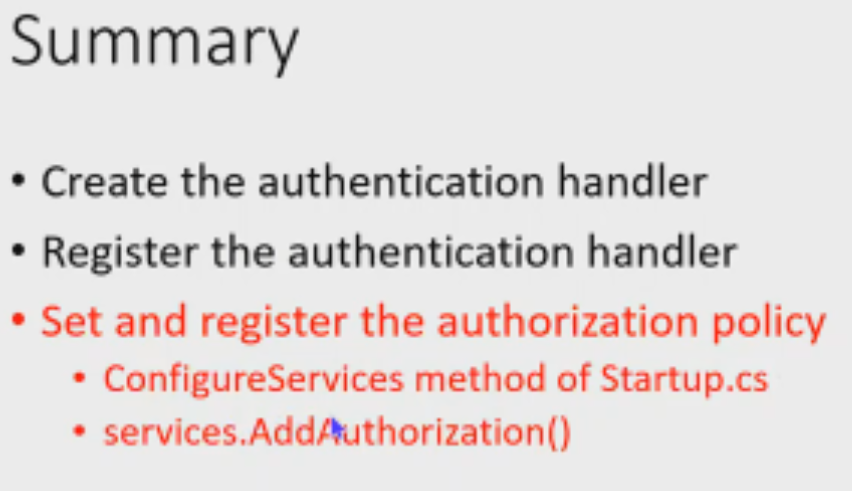 Summary
• Create the authentication handler
• Register the authentication handler
• Set and register the authorization policy
• ConfigureServices method of Startup.cs
• services.AddAuthorization()